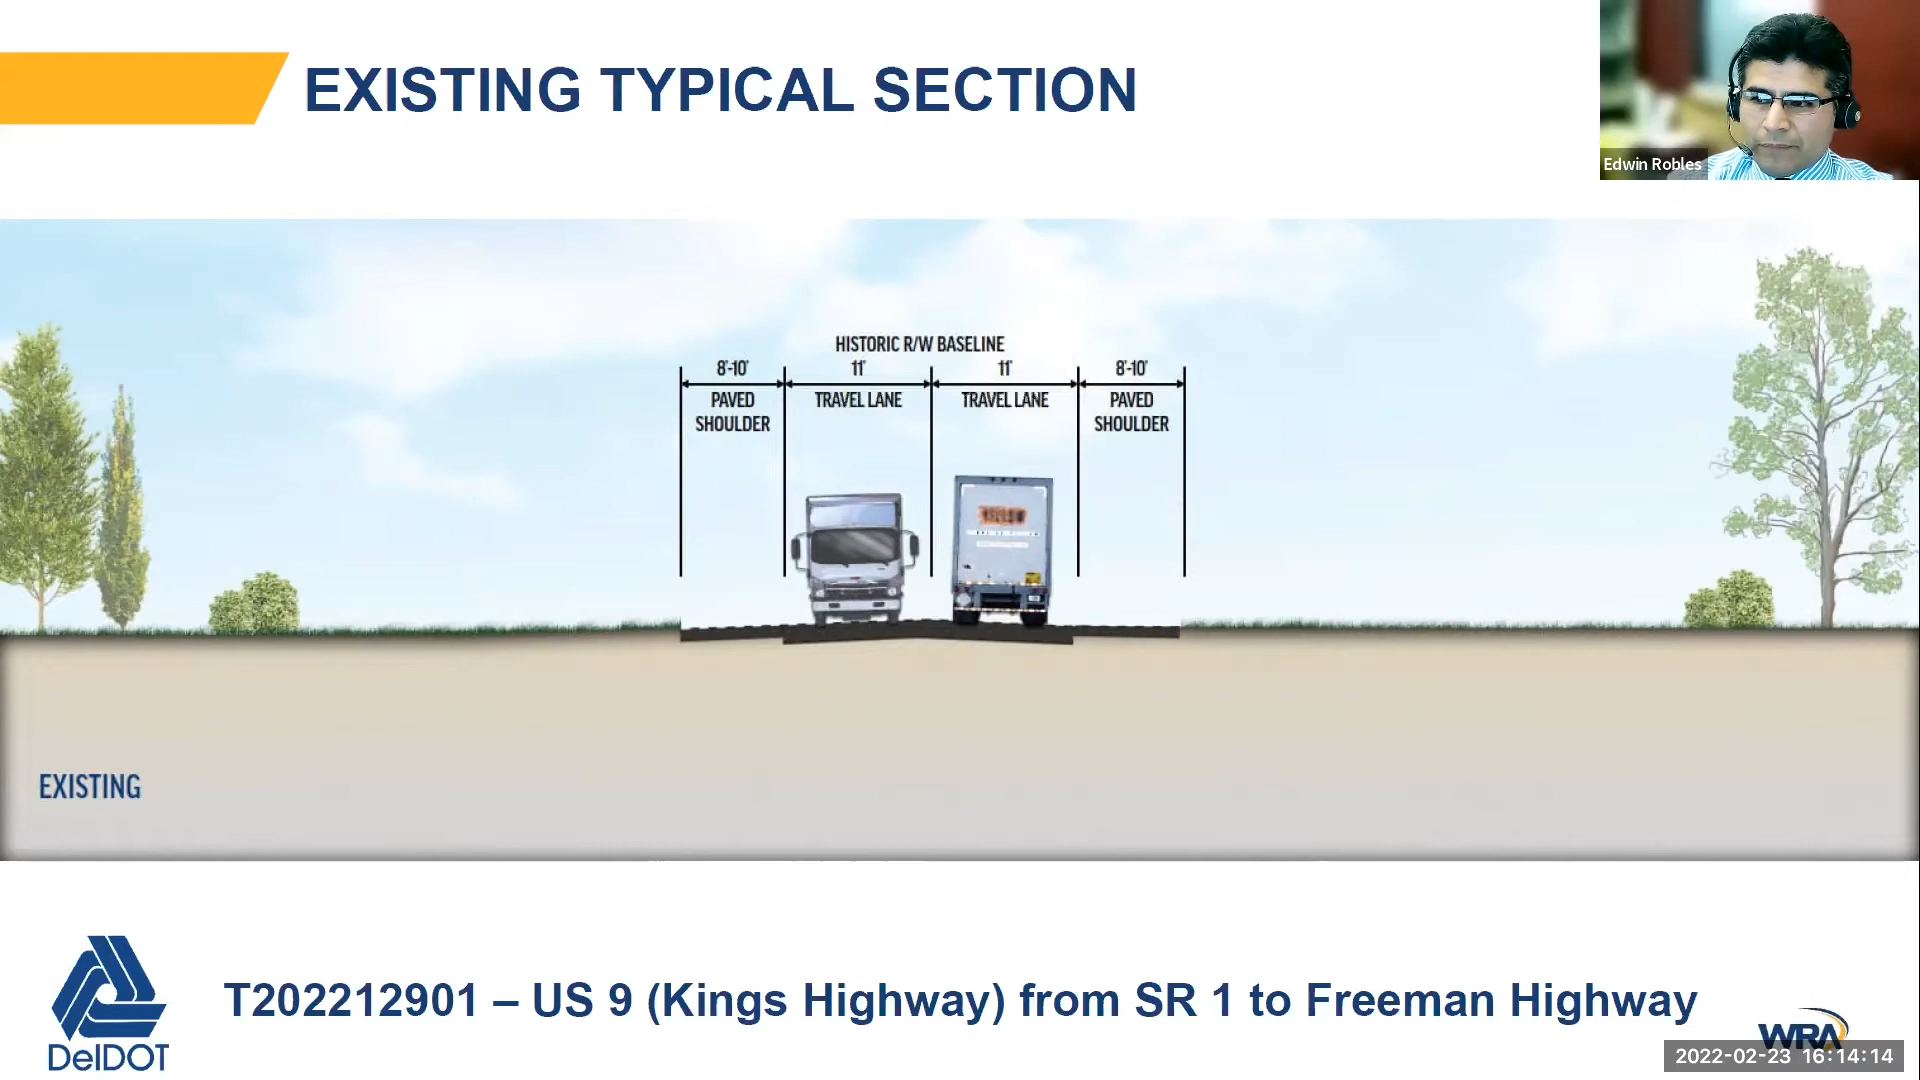 EXISTING TYPICAL SECTION
Edwin Robles
HISTORIC R/W BASELINE
8'-10' 11' 11' 8'-10'
PAVED TRAVEL LANE TRAVEL LANE PAVED
SHOULDER SHOULDER
EXISTING
DelDOT
T202212901 – US 9 (Kings Highway) from SR 1 to Freeman Highway
WRA
2022-02-23 16:14:14